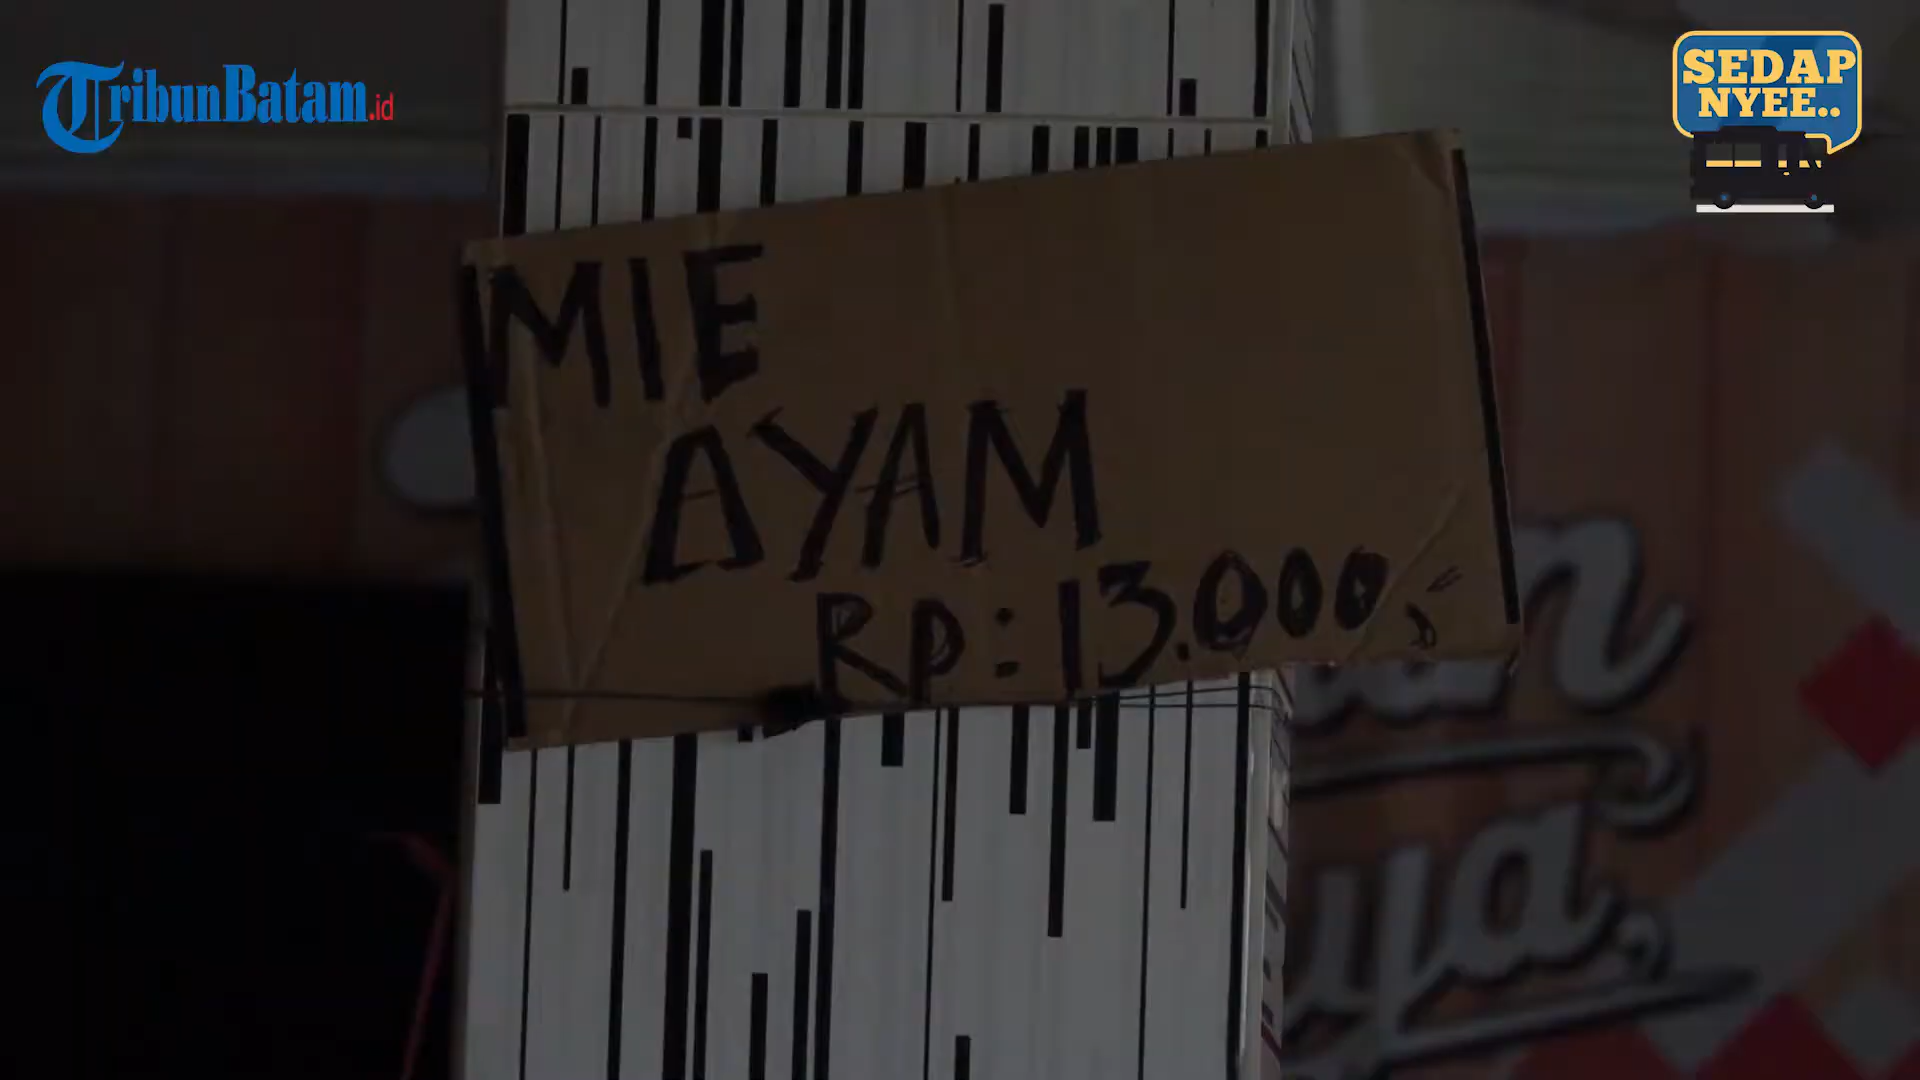 TribunBatam.id
SEDAP
NYEE..
MIE
AYAM
RP: 13.000,-